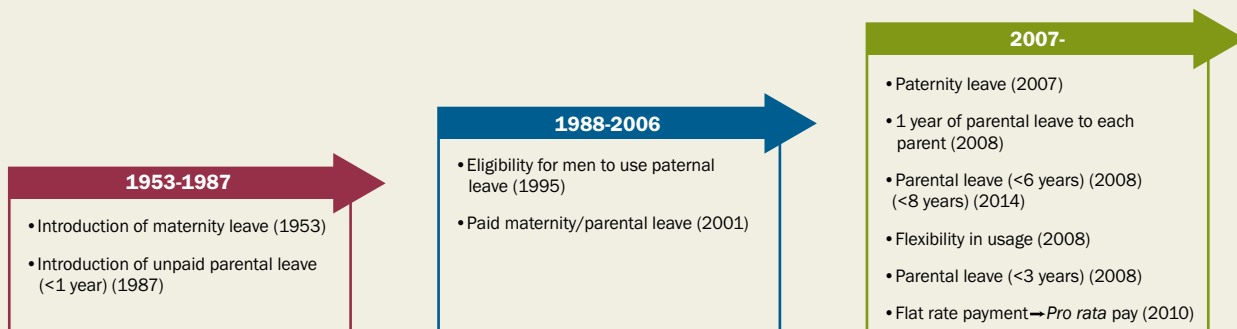 1953-1987
• Introduction of maternity leave (1953)
• Introduction of unpaid parental leave
(<1 year) (1987)
1988-2006
• Eligibility for men to use paternal
leave (1995)
• Paid maternity/parental leave (2001)
2007-
• Paternity leave (2007)
• 1 year of parental leave to each
parent (2008)
• Parental leave (<6 years) (2008)
(<8 years) (2014)
• Flexibility in usage (2008)
• Parental leave (<3 years) (2008)
• Flat rate payment→Pro rata pay (2010)